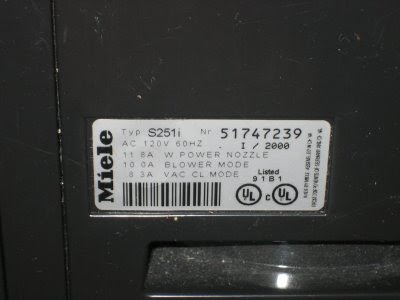 Miele
Typ S251i Nr 51747239
AC 120V 60HZ I / 2000
11.8A W POWER NOZZLE
10.0A BLOWER MODE
8.3A VAC CL MODE
Listed
91B1
UL C UL